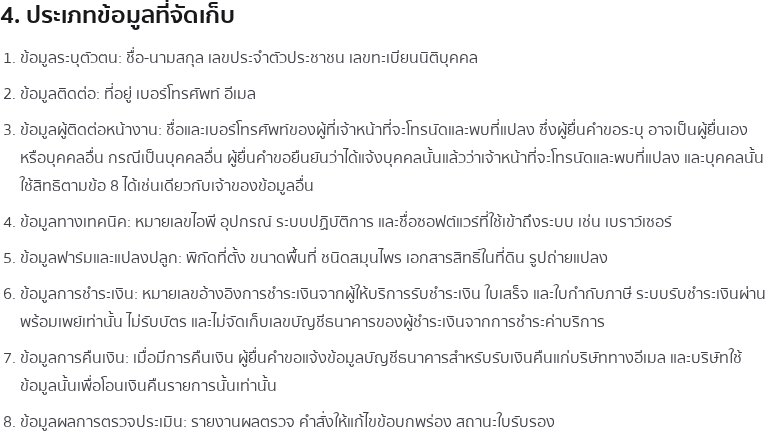 4. ประเภทข้อมูลที่จัดเก็บ
1. ข้อมูลระบุตัวตน: ชื่อ-นามสกุล เลขประจำตัวประชาชน เลขทะเบียนนิติบุคคล
2. ข้อมูลติดต่อ: ที่อยู่ เบอร์โทรศัพท์ อีเมล
3. ข้อมูลผู้ติดต่อหน้างาน: ชื่อและเบอร์โทรศัพท์ของผู้ที่เจ้าหน้าที่จะโทรนัดและพบที่แปลง ซึ่งผู้ยื่นคำขอระบุ อาจเป็นผู้ยื่นเอง
หรือบุคคลอื่น กรณีเป็นบุคคลอื่น ผู้ยื่นคำขอยืนยันว่าได้แจ้งบุคคลนั้นแล้วว่าเจ้าหน้าที่จะโทรนัดและพบที่แปลง และบุคคลนั้น
ใช้สิทธิตามข้อ 8 ได้เช่นเดียวกับเจ้าของข้อมูลอื่น
4. ข้อมูลทางเทคนิค: หมายเลขไอพี อุปกรณ์ ระบบปฏิบัติการ และชื่อซอฟต์แวร์ที่ใช้เข้าถึงระบบ เช่น เบราว์เซอร์
5. ข้อมูลฟาร์มและแปลงปลูก: พิกัดที่ตั้ง ขนาดพื้นที่ ชนิดสมุนไพร เอกสารสิทธิ์ในที่ดิน รูปถ่ายแปลง
6. ข้อมูลการชำระเงิน: หมายเลขอ้างอิงการชำระเงินจากผู้ให้บริการรับชำระเงิน ใบเสร็จ และใบกำกับภาษี ระบบรับชำระเงินผ่าน
พร้อมเพย์เท่านั้น ไม่รับบัตร และไม่จัดเก็บเลขบัญชีธนาคารของผู้ชำระเงินจากการชำระค่าบริการ
7. ข้อมูลการคืนเงิน: เมื่อมีการคืนเงิน ผู้ยื่นคำขอแจ้งข้อมูลบัญชีธนาคารสำหรับรับเงินคืนแก่บริษัททางอีเมล และบริษัทใช้
ข้อมูลนั้นเพื่อโอนเงินคืนรายการนั้นเท่านั้น
8. ข้อมูลผลการตรวจประเมิน: รายงานผลตรวจ คำสั่งให้แก้ไขข้อบกพร่อง สถานะใบรับรอง